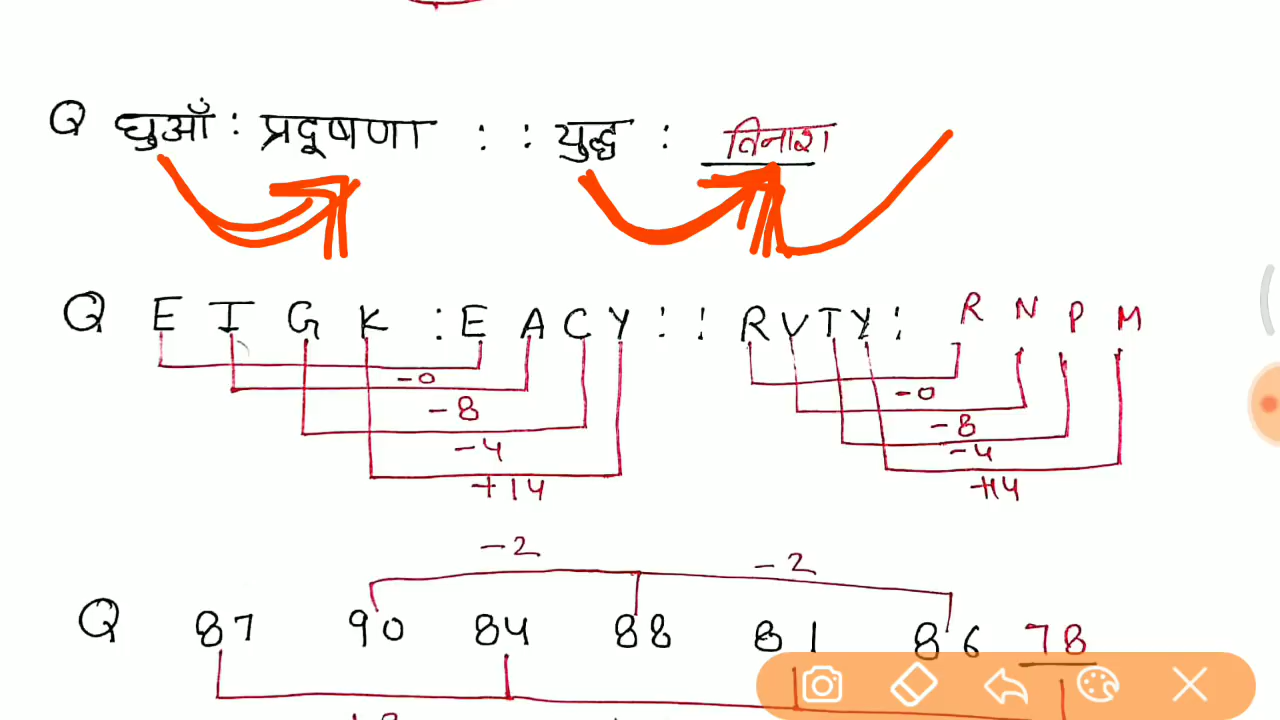 Q धुआँ : प्रदूषणा : : युद्ध : तिनाश
Q E I G K : E A C Y : : R V T Y : R N P M
-0 -0
-8 -8
-4 -4
+14 +14
-2 -2
Q 87 90 84 88 81 86 78